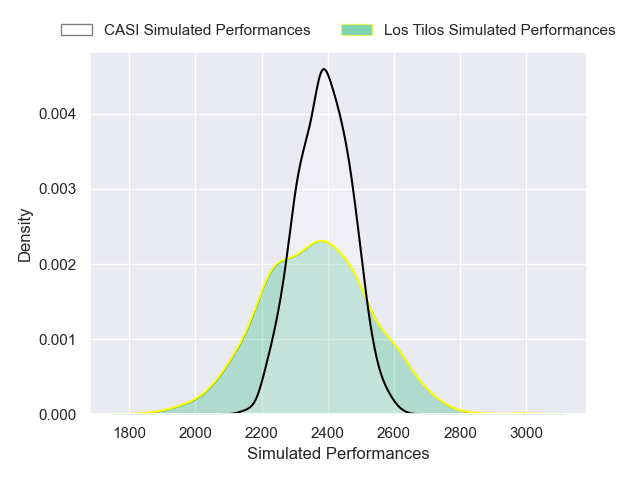 CASI Simulated Performances
Los Tilos Simulated Performances
0.004
0.003
0.002
0.001
0.000
Density
1800 2000 2200 2400 2600 2800 3000
Simulated Performances